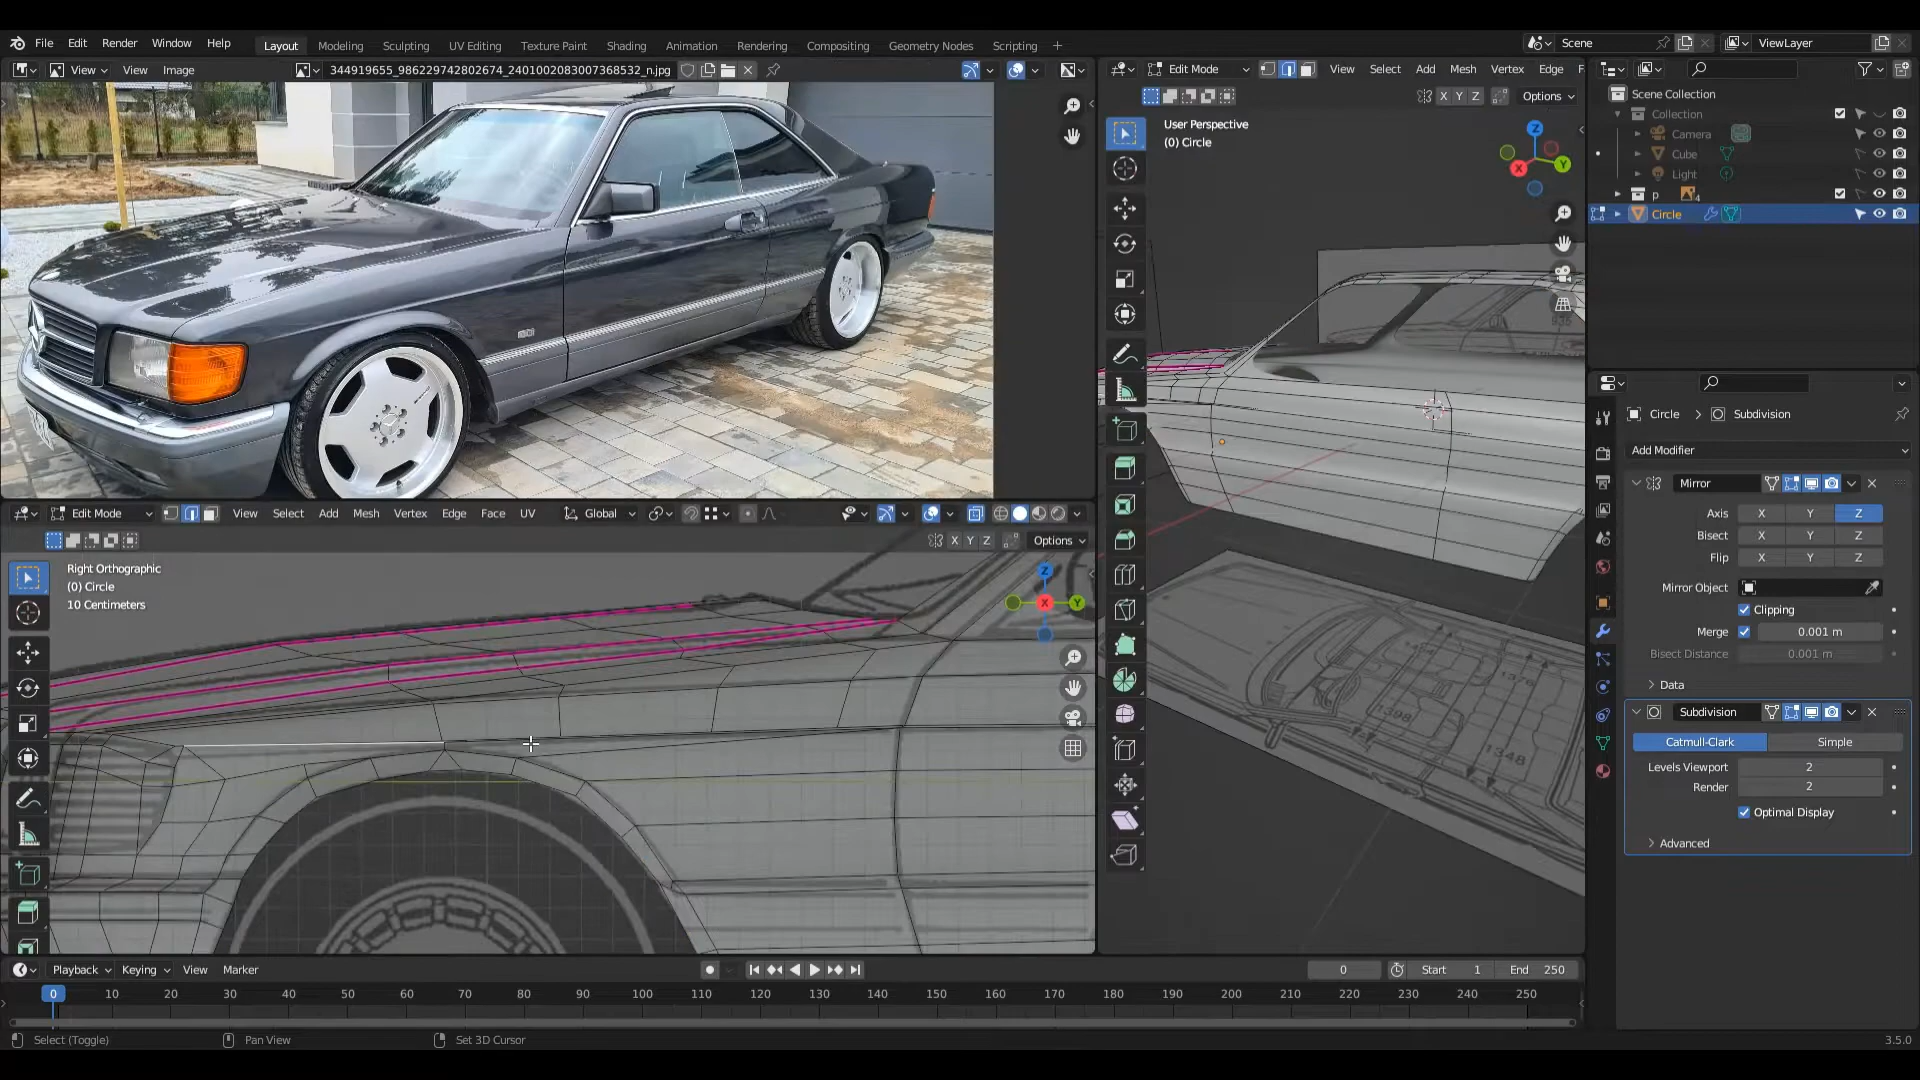 File Edit Render Window Help Layout Modeling Sculpting UV Editing Texture Paint Shading Animation Rendering Compositing Geometry Nodes Scripting + Scene ViewLayer
View View Image 344919655_986229742802674_2401002083007368532_n.jpg Edit Mode View Select Add Mesh Vertex Edge F
X Y Z Options
Scene Collection
Collection
Camera
Cube
Light
p 4
Circle
User Perspective
(0) Circle
Z
X Y
Circle > Subdivision
Add Modifier
Mirror
Axis X Y Z
Bisect X Y Z
Flip X Y Z
Mirror Object
Clipping
Merge 0.001 m
Bisect Distance 0.001 m
Data
Subdivision
Catmull-Clark Simple
Levels Viewport 2
Render 2
Optimal Display
Advanced
Edit Mode View Select Add Mesh Vertex Edge Face UV Global
X Y Z Options
Right Orthographic
(0) Circle
10 Centimeters
Z
X Y
1376
1398
1348
Playback Keying View Marker 0 Start 1 End 250
0 10 20 30 40 50 60 70 80 90 100 110 120 130 140 150 160 170 180 190 200 210 220 230 240 250
Select (Toggle) Pan View Set 3D Cursor 3.5.0